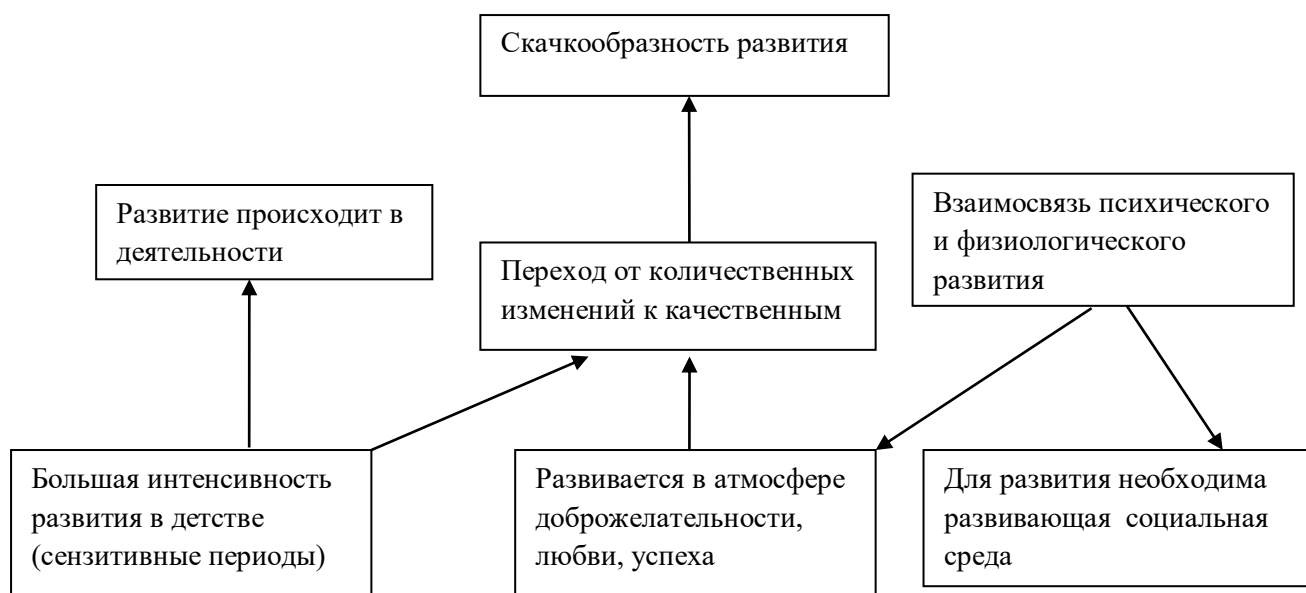 Скачкообразность развития
Развитие происходит в
деятельности
Взаимосвязь психического
и физиологического
развития
Переход от количественных
изменений к качественным
Большая интенсивность
развития в детстве
(сензитивные периоды)
Развивается в атмосфере
доброжелательности,
любви, успеха
Для развития необходима
развивающая социальная
среда